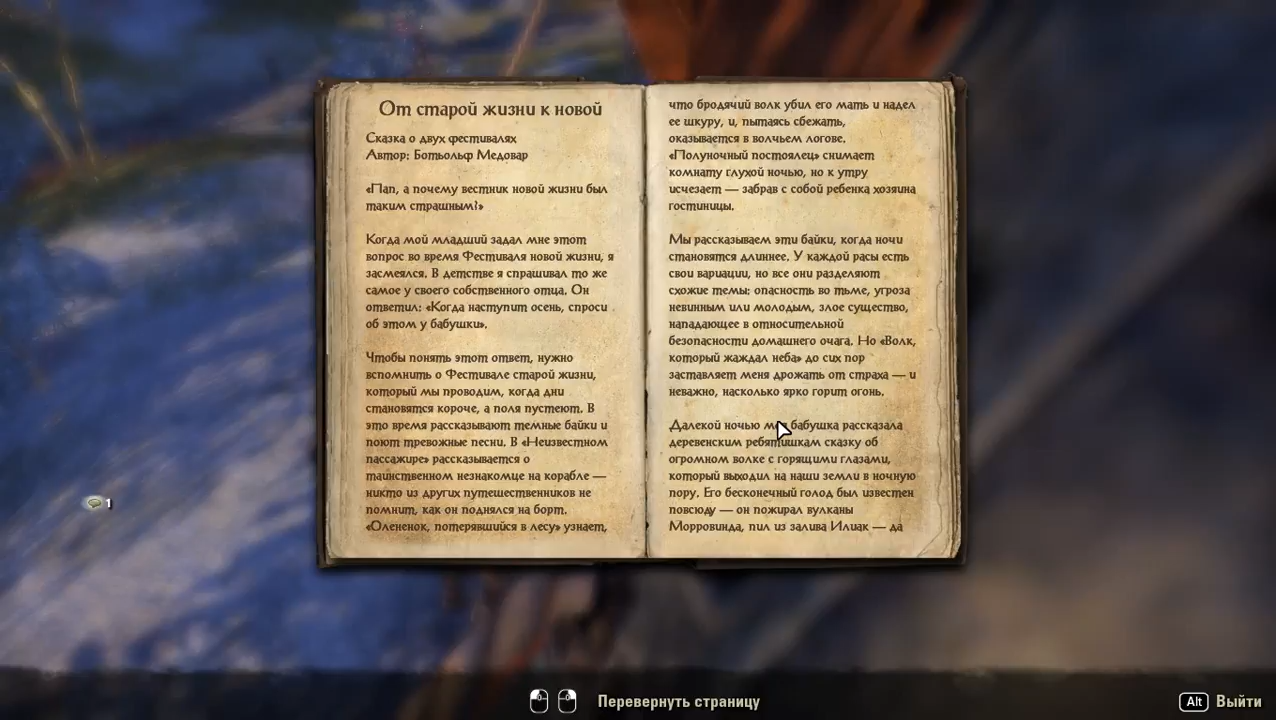 От старой жизни к новой
Сказка о двух фестивалях
Автор: Ботьольф Медовар
«Пап, а почему вестник новой жизни был
таким страшным?»
Когда мой младший задал мне этот
вопрос во время Фестиваля новой жизни, я
засмеялся. В детстве я спрашивал то же
самое у своего собственного отца. Он
ответил: «Когда наступит осень, спроси
об этом у бабушки».
Чтобы понять этот ответ, нужно
вспомнить о Фестивале старой жизни,
который мы проводим, когда дни
становятся короче, а поля пустеют. В
это время рассказывают темные байки и
поют тревожные песни. В «Неизвестном
пассажире» рассказывается о
таинственном незнакомце на корабле —
никто из других путешественников не
помнит, как он поднялся на борт.
«Олененок, потерявшийся в лесу» узнает,
что бродячий волк убил его мать и надел
ее шкуру, и, пытаясь сбежать,
оказывается в волчьем логове.
«Полуночный постоялец» снимает
комнату глухой ночью, но к утру
исчезает — забрав с собой ребенка хозяина
гостиницы.
Мы рассказываем эти байки, когда ночи
становятся длиннее. У каждой расы есть
свои вариации, но все они разделяют
схожие темы: опасность во тьме, угроза
невинным или молодым, злое существо,
нападающее в относительной
безопасности домашнего очага. Но «Волк,
который жаждал неба» до сих пор
заставляет меня дрожать от страха — и
неважно, насколько ярко горит огонь.
Далекой ночью бабушка рассказала
деревенским ребятишкам сказку об
огромном волке с горящими глазами,
который выходил на наши земли в ночную
пору. Его бесконечный голод был известен
повсюду — он пожирал вулканы
Морровинда, пил из залива Илиак — да
1
Перевернуть страницу
Alt Выйти